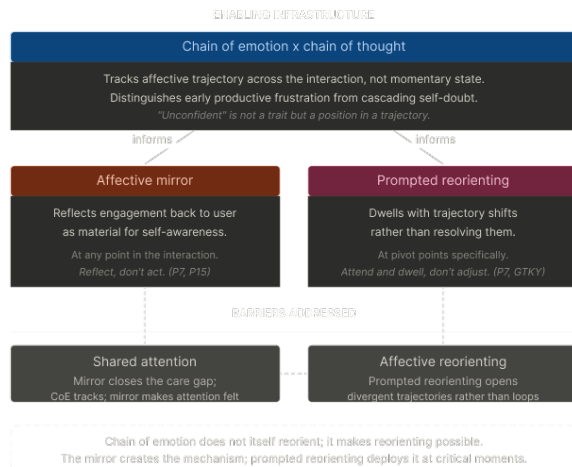 ENABLING INFRASTRUCTURE
Chain of emotion x chain of thought
Tracks affective trajectory across the interaction, not momentary state.
Distinguishes early productive frustration from cascading self-doubt.
"Unconfident" is not a trait but a position in a trajectory.
informs informs
Affective mirror
Reflects engagement back to user
as material for self-awareness.
At any point in the interaction.
Reflect, don't act. (P7, P15)
Prompted reorienting
Dwells with trajectory shifts
rather than resolving them.
At pivot points specifically.
Attend and dwell, don't adjust. (P7, GTKY)
BARRIERS ADDRESSED
Shared attention
Mirror closes the care gap;
CoE tracks; mirror makes attention felt
Affective reorienting
Prompted reorienting opens
divergent trajectories rather than loops
Chain of emotion does not itself reorient; it makes reorienting possible.
The mirror creates the mechanism; prompted reorienting deploys it at critical moments.